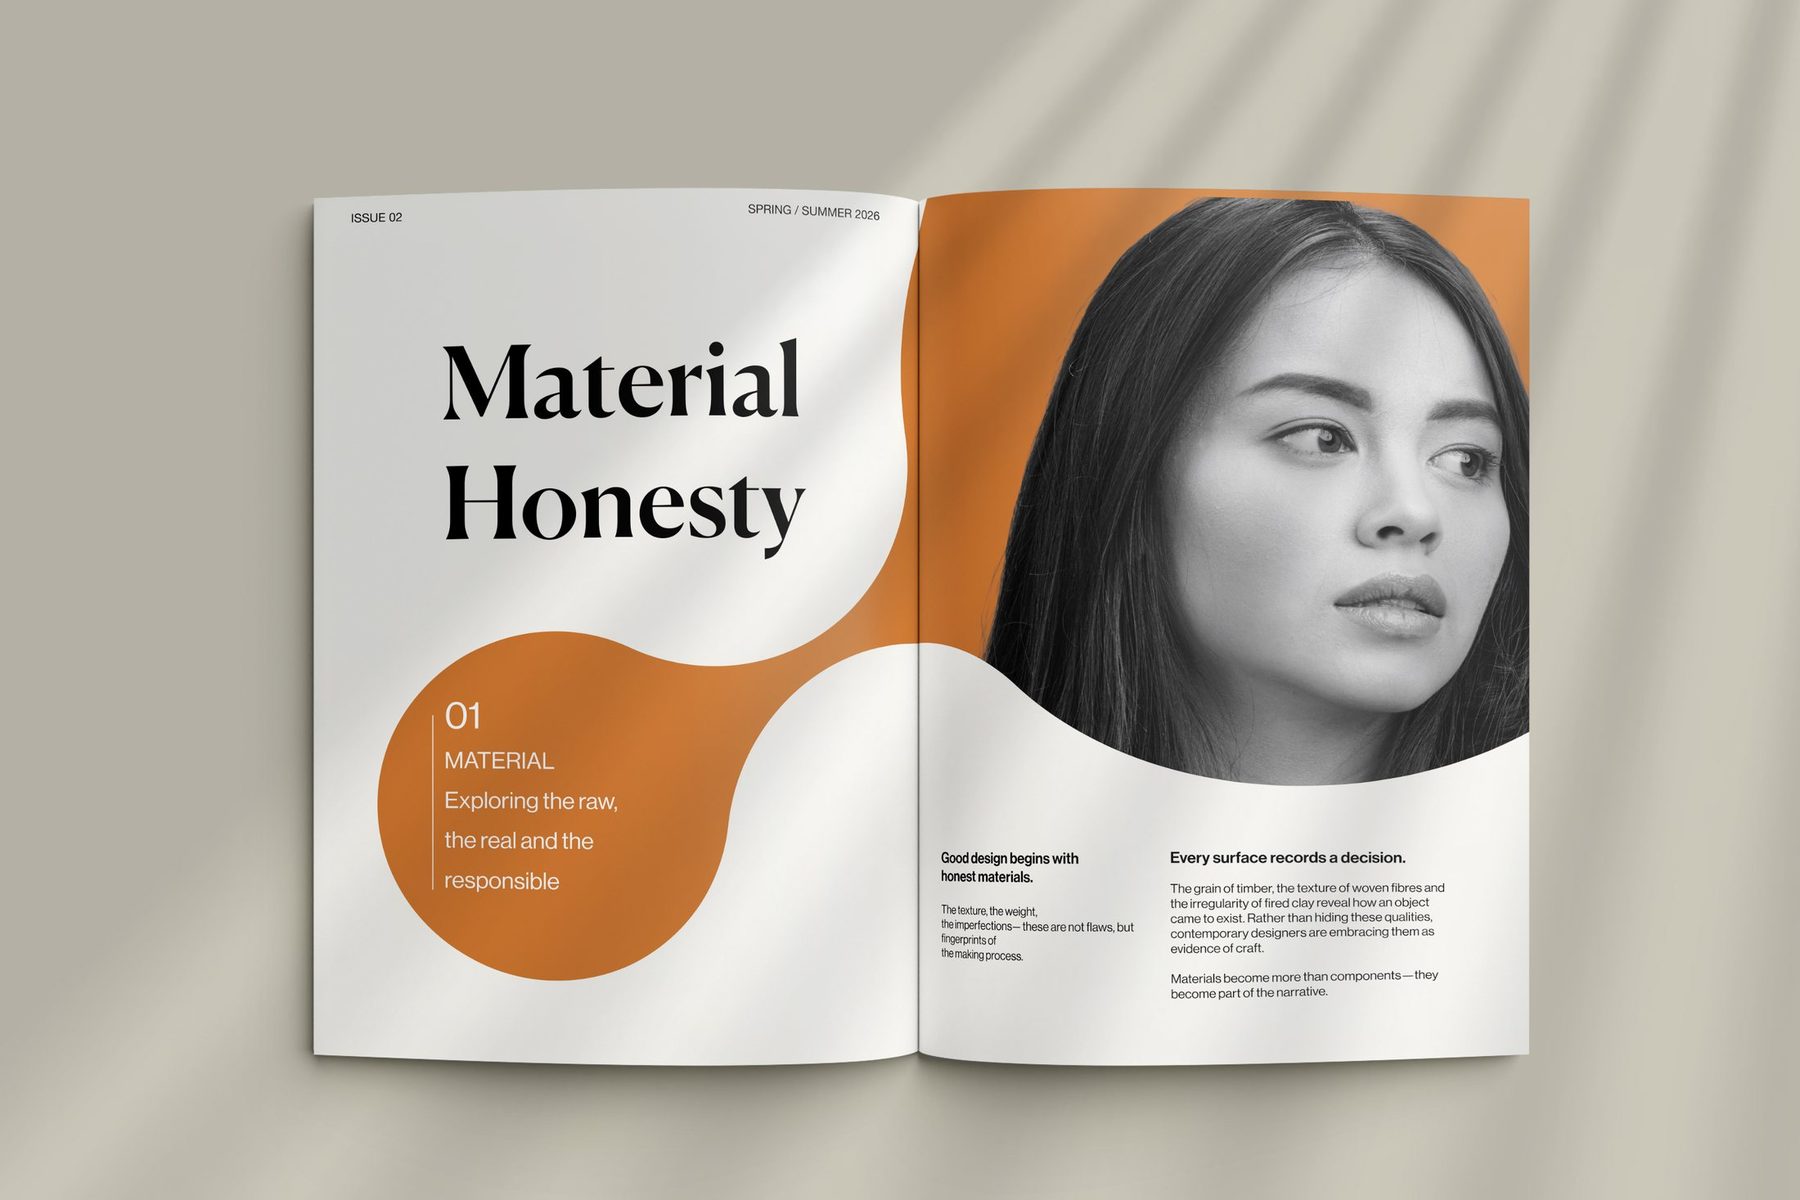 ISSUE 02
SPRING / SUMMER 2026
Material
Honesty
01
MATERIAL
Exploring the raw,
the real and the
responsible
Good design begins with
honest materials.
The texture, the weight,
the imperfections— these are not flaws, but
fingerprints of
the making process.
Every surface records a decision.
The grain of timber, the texture of woven fibres and
the irregularity of fired clay reveal how an object
came to exist. Rather than hiding these qualities,
contemporary designers are embracing them as
evidence of craft.
Materials become more than components—they
become part of the narrative.